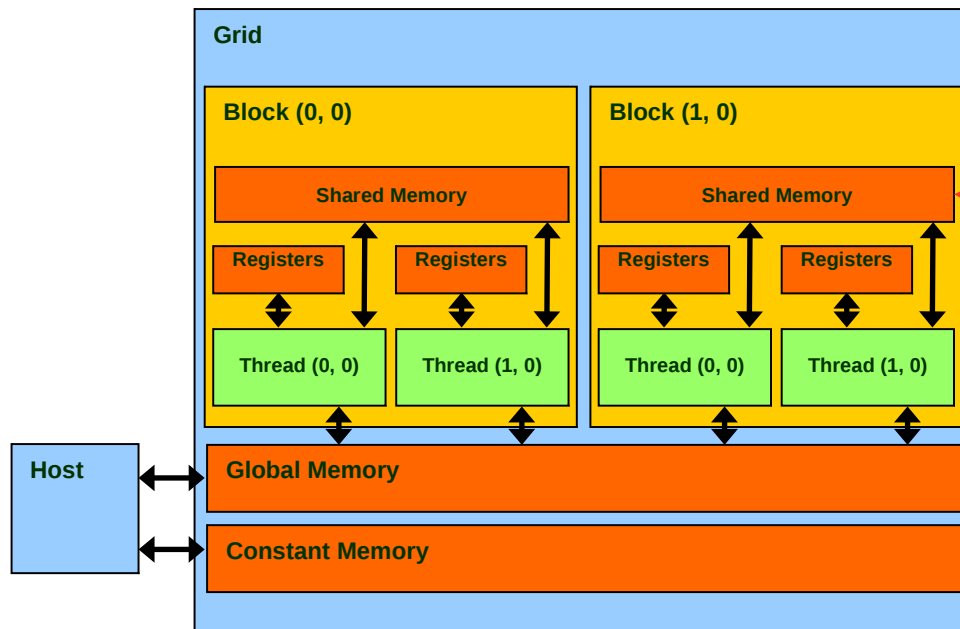 Grid
Block (0, 0)
Block (1, 0)
Shared Memory
Shared Memory
Registers
Registers
Registers
Registers
Thread (0, 0)
Thread (1, 0)
Thread (0, 0)
Thread (1, 0)
Host
Global Memory
Constant Memory